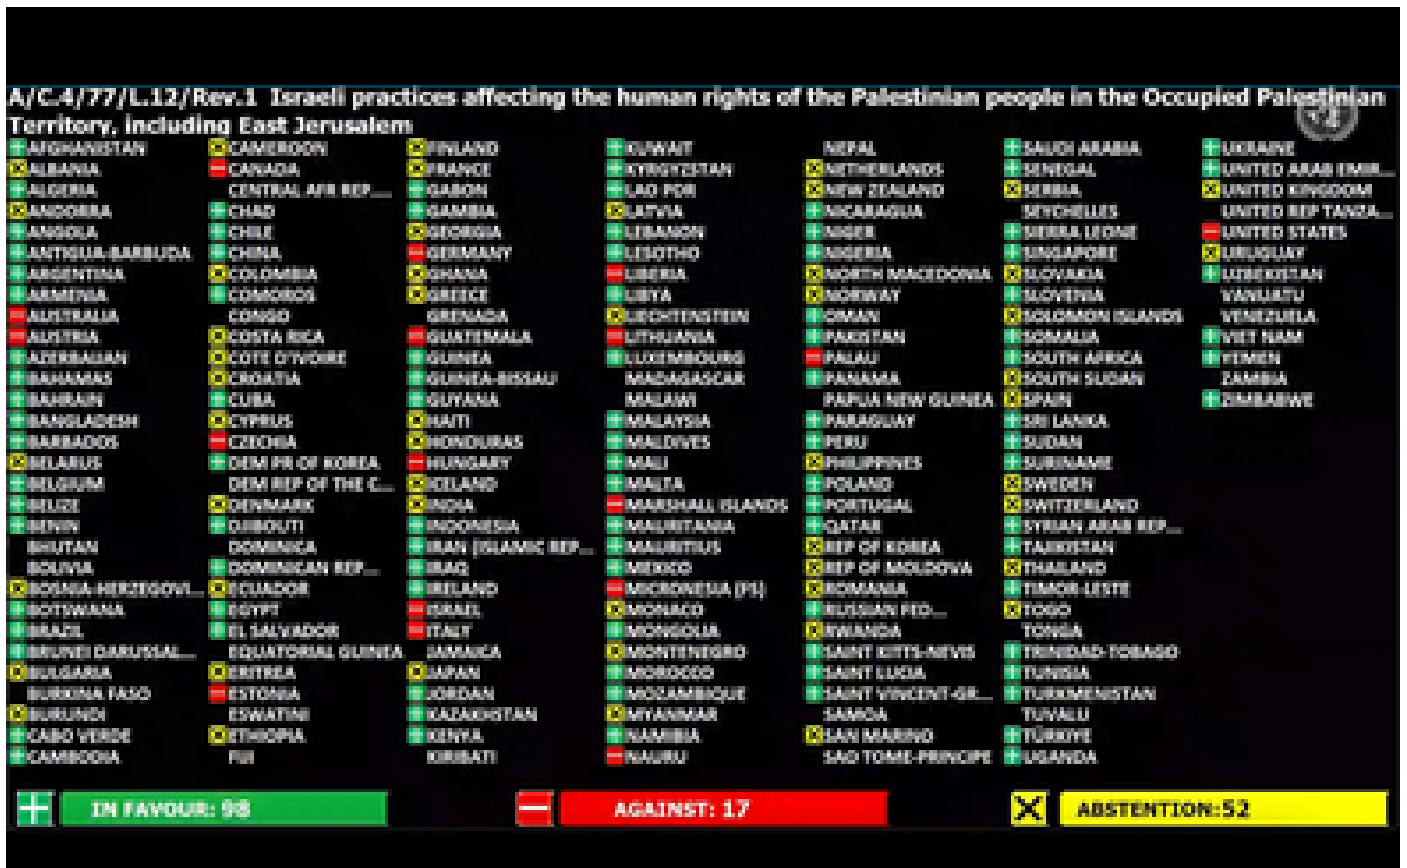 A/C.4/77/L.12/Rev.1 Israeli practices affecting the human rights of the Palestinian people in the Occupied Palestinian
Territory, including East Jerusalem
AFGHANISTAN
ALBANIA
ALGERIA
ANDORRA
ANGOLA
ANTIGUA-BARBUDA
ARGENTINA
ARMENIA
AUSTRALIA
AUSTRIA
AZERBAIJAN
BAHAMAS
BAHRAIN
BANGLADESH
BARBADOS
BELARUS
BELGIUM
BELIZE
BENIN
BHUTAN
BOLIVIA
BOSNIA-HERZEGOVI...
BOTSWANA
BRAZIL
BRUNEI DARUSSAL...
BULGARIA
BURKINA FASO
BURUNDI
CABO VERDE
CAMBODIA
CAMEROON
CANADA
CENTRAL AFR REP....
CHAD
CHILE
CHINA
COLOMBIA
COMOROS
CONGO
COSTA RICA
COTE D'IVOIRE
CROATIA
CUBA
CYPRUS
CZECHIA
DEM PR OF KOREA
DEM REP OF THE C...
DENMARK
DJIBOUTI
DOMINICA
DOMINICAN REP...
ECUADOR
EGYPT
EL SALVADOR
EQUATORIAL GUINEA
ERITREA
ESTONIA
ESWATINI
ETHIOPIA
FIJI
FINLAND
FRANCE
GABON
GAMBIA
GEORGIA
GERMANY
GHANA
GREECE
GRENADA
GUATEMALA
GUINEA
GUINEA-BISSAU
GUYANA
HAITI
HONDURAS
HUNGARY
ICELAND
INDIA
INDONESIA
IRAN (ISLAMIC REP...
IRAQ
IRELAND
ISRAEL
ITALY
JAMAICA
JAPAN
JORDAN
KAZAKHSTAN
KENYA
KIRIBATI
KUWAIT
KYRGYZSTAN
LAO PDR
LATVIA
LEBANON
LESOTHO
LIBERIA
LIBYA
LIECHTENSTEIN
LITHUANIA
LUXEMBOURG
MADAGASCAR
MALAWI
MALAYSIA
MALDIVES
MALI
MALTA
MARSHALL ISLANDS
MAURITANIA
MAURITIUS
MEXICO
MICRONESIA (FS)
MONACO
MONGOLIA
MONTENEGRO
MOROCCO
MOZAMBIQUE
MYANMAR
NAMIBIA
NAURU
NEPAL
NETHERLANDS
NEW ZEALAND
NICARAGUA
NIGER
NIGERIA
NORTH MACEDONIA
NORWAY
OMAN
PAKISTAN
PALAU
PANAMA
PAPUA NEW GUINEA
PARAGUAY
PERU
PHILIPPINES
POLAND
PORTUGAL
QATAR
REP OF KOREA
REP OF MOLDOVA
ROMANIA
RUSSIAN FED...
RWANDA
SAINT KITTS-NEVIS
SAINT LUCIA
SAINT VINCENT-GR...
SAMOA
SAN MARINO
SAO TOME-PRINCIPE
SAUDI ARABIA
SENEGAL
SERBIA
SEYCHELLES
SIERRA LEONE
SINGAPORE
SLOVAKIA
SLOVENIA
SOLOMON ISLANDS
SOMALIA
SOUTH AFRICA
SOUTH SUDAN
SPAIN
SRI LANKA
SUDAN
SURINAME
SWEDEN
SWITZERLAND
SYRIAN ARAB REP...
TAJIKISTAN
THAILAND
TIMOR-LESTE
TOGO
TONGA
TRINIDAD-TOBAGO
TUNISIA
TURKMENISTAN
TUVALU
TÜRKIYE
UGANDA
UKRAINE
UNITED ARAB EMIR...
UNITED KINGDOM
UNITED REP TANZA...
UNITED STATES
URUGUAY
UZBEKISTAN
VANUATU
VENEZUELA
VIET NAM
YEMEN
ZAMBIA
ZIMBABWE
IN FAVOUR: 98
AGAINST: 17
ABSTENTION:52